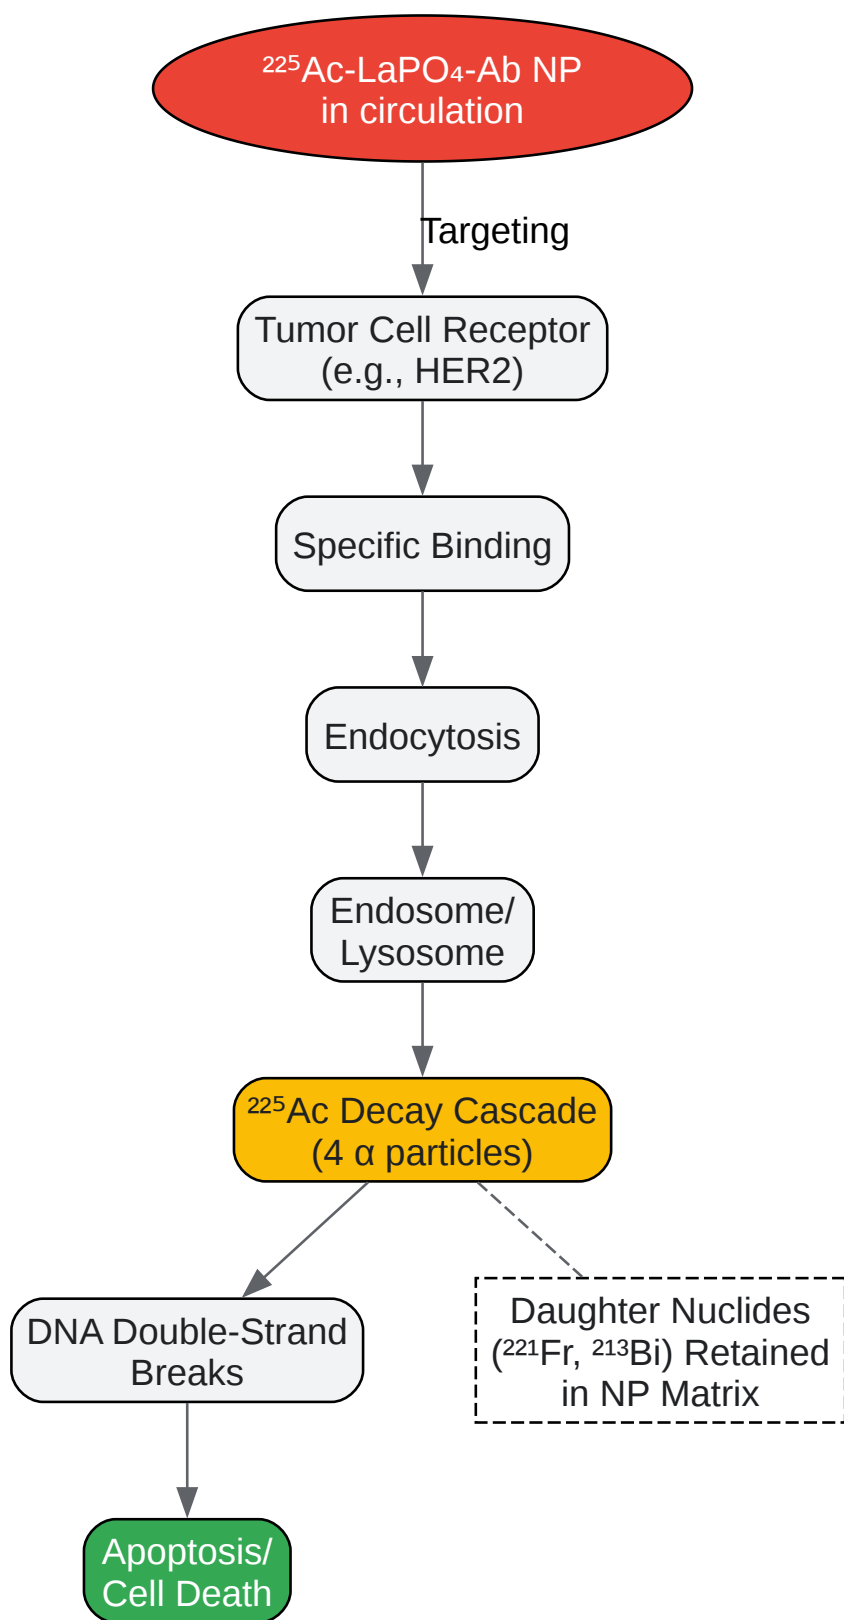 ²²⁵Ac-LaPO₄-Ab NP
in circulation
Targeting
Tumor Cell Receptor
(e.g., HER2)
Specific Binding
Endocytosis
Endosome/
Lysosome
²²⁵Ac Decay Cascade
(4 α particles)
DNA Double-Strand
Breaks
Daughter Nuclides
(²²¹Fr, ²¹³Bi) Retained
in NP Matrix
Apoptosis/
Cell Death